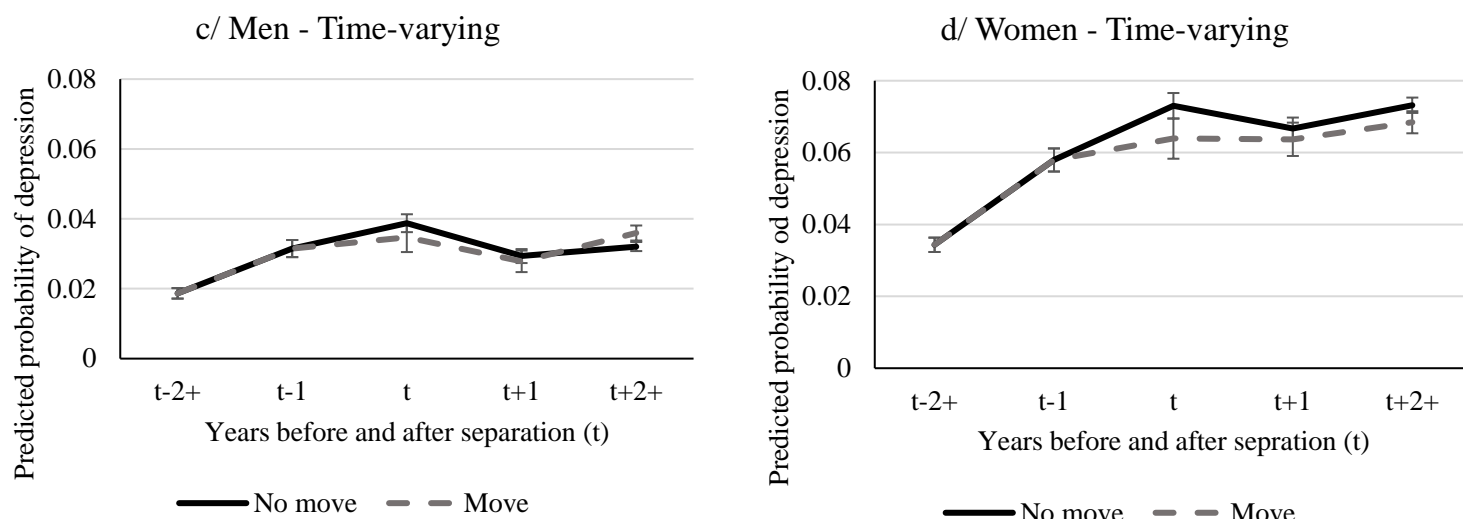 c/ Men - Time-varying
Predicted probability of depression
0.08
0.06
0.04
0.02
0
t-2+ t-1 t t+1 t+2+
Years before and after separation (t)
No move Move
d/ Women - Time-varying
Predicted probability od depression
0.08
0.06
0.04
0.02
0
t-2+ t-1 t t+1 t+2+
Years before and after sepration (t)
No move Move